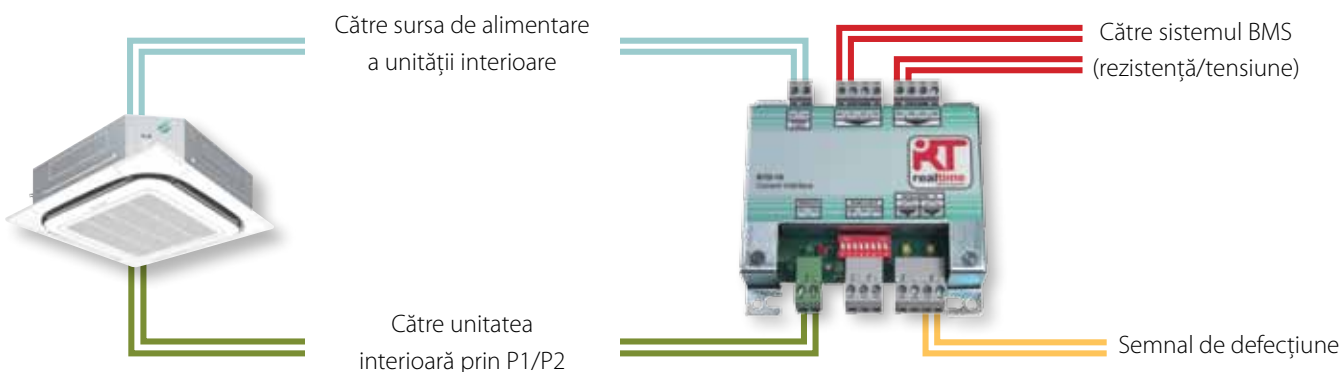 Către sursa de alimentare
a unității interioare
Către sistemul BMS
(rezistență/tensiune)
RT
realtime
Către unitatea
interioară prin P1/P2
Semnal de defecțiune